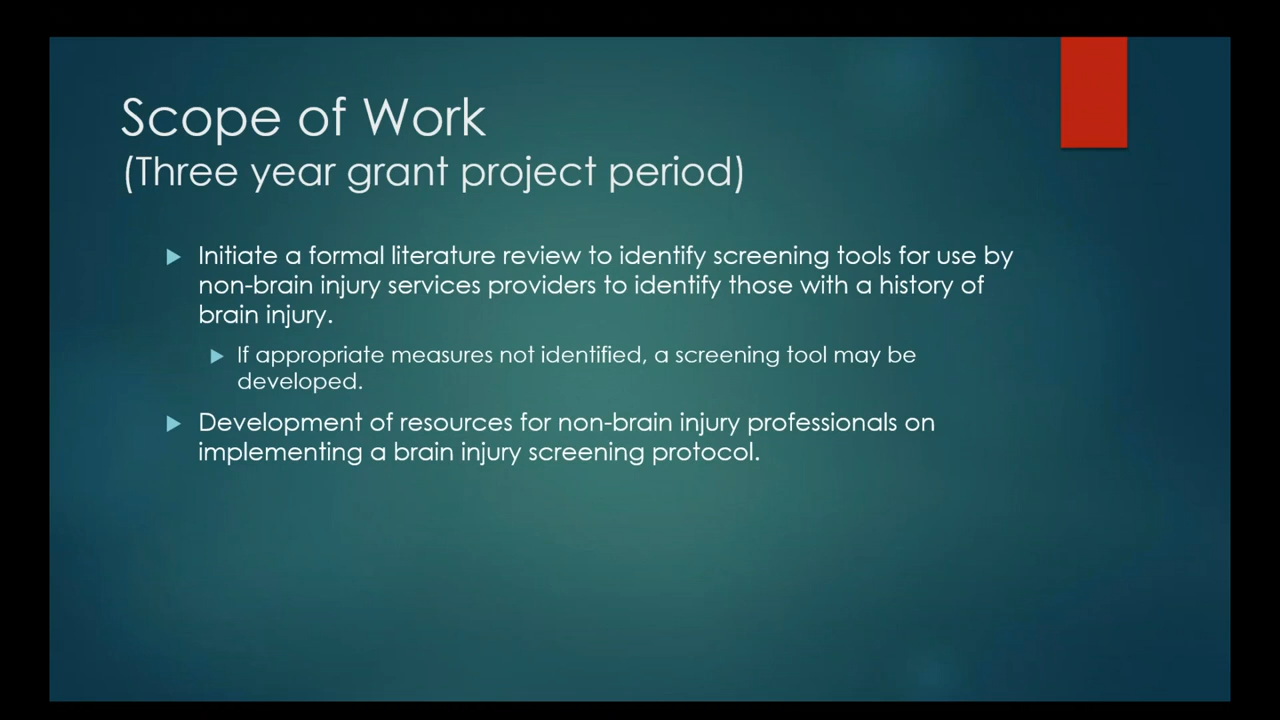 Scope of Work
(Three year grant project period)
Initiate a formal literature review to identify screening tools for use by
non-brain injury services providers to identify those with a history of
brain injury.
If appropriate measures not identified, a screening tool may be
developed.
Development of resources for non-brain injury professionals on
implementing a brain injury screening protocol.